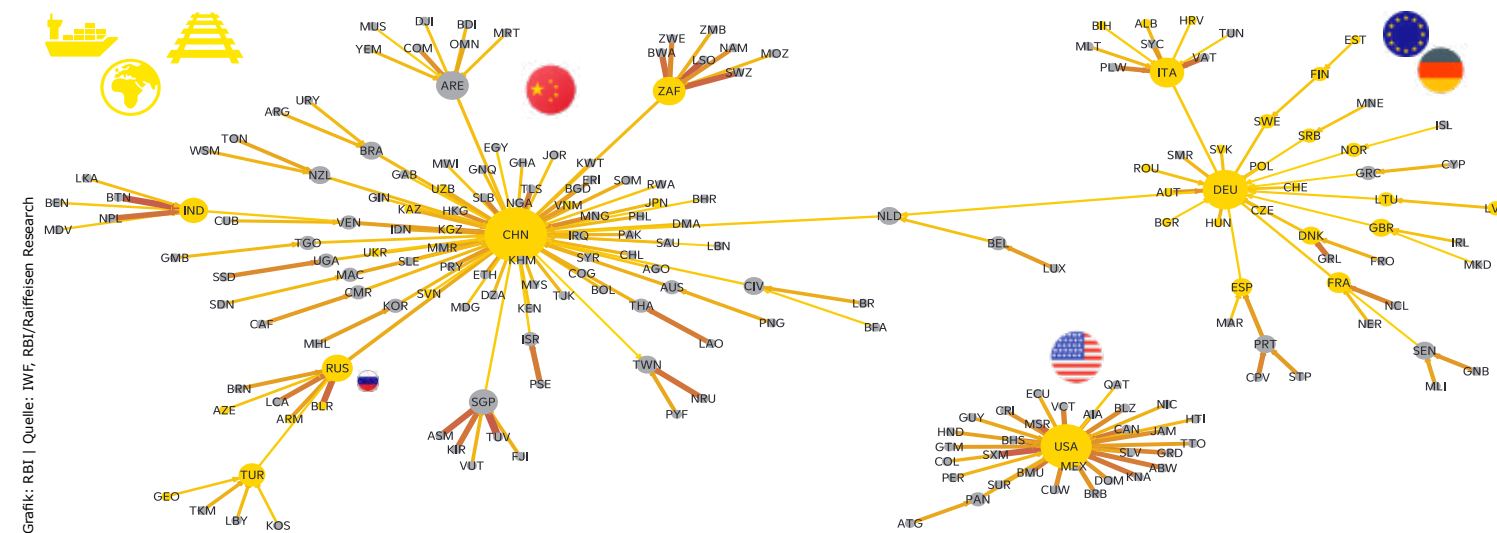 Grafik: RBI | Quelle: IWF, RBI/Raiffeisen Research
MUS
DJI
BDI
MRT
YEM
COM
OMN
ARE
ZWE
ZMB
BWA
NAM
LSO
MOZ
SWZ
ZAF
BIH
ALB
HRV
MLT
SYC
TUN
PLW
VAT
ITA
EST
FIN
SWE
MNE
SRB
ISL
NOR
CYP
GRC
URY
ARG
BRA
TON
WSM
NZL
EGY
MWI
GNQ
GHA
JOR
KWT
GAB
UZB
SLB
TLS
BGD
ERI
SOM
RWA
GIN
KAZ
HKG
NGA
VNM
JPN
BHR
MNG
PHL
DMA
LKA
BTN
BEN
NPL
MDV
IND
CUB
VEN
IDN
KGZ
CHN
IRQ
PAK
SAU
LBN
TGO
GMB
UKR
MMR
KHM
SYR
CHL
UGA
SLE
PRY
ETH
COG
AGO
SSD
MAC
SVN
DZA
MYS
BOL
AUS
CIV
SDN
CMR
MDG
KEN
TJK
THA
LBR
CAF
KOR
PNG
BFA
MHL
ISR
LAO
RUS
PSE
TWN
BRN
LCA
AZE
ARM
BLR
SGP
NRU
PYF
ASM
KIR
TUV
VUT
FJI
TUR
GEO
TKM
LBY
KOS
NLD
BEL
LUX
SMR
SVK
ROU
POL
AUT
DEU
CHE
BGR
HUN
CZE
LTU
LV
DNK
GBR
IRL
GRL
FRO
MKD
ESP
FRA
NCL
MAR
NER
PRT
SEN
CPV
STP
GNB
MLI
ECU
QAT
CRI
VCT
AIA
BLZ
NIC
GUY
MSR
CAN
JAM
HTI
HND
BHS
USA
TTO
GTM
SXM
SLV
GRD
COL
BMU
MEX
ABW
PER
SUR
DOM
KNA
PAN
CUW
BRB
ATG